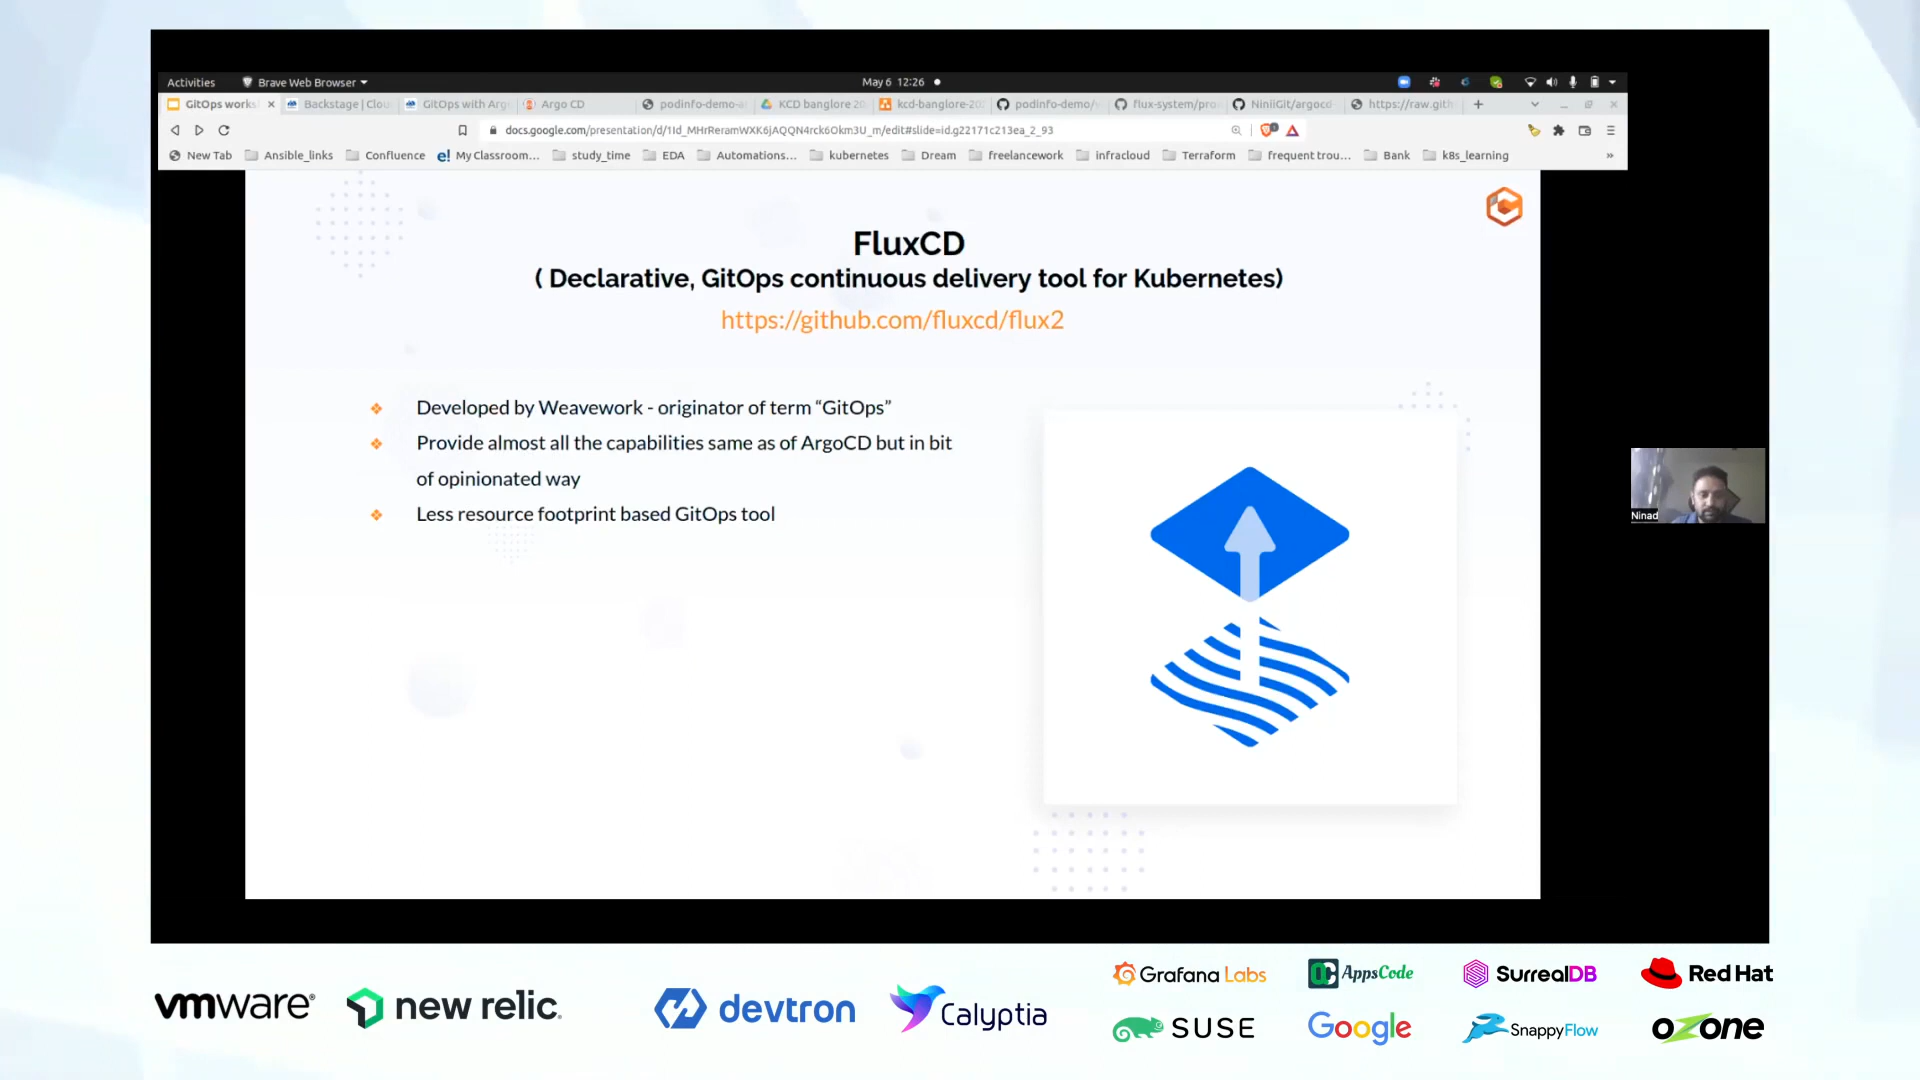 Activities Brave Web Browser May 6 12:26
GitOps works Backstage | Clou GitOps with Arg Argo CD podinfo-demo-a KCD banglore 20 kcd-banglore-20 podinfo-demo/ flux-system/pro NiniiGit/argocd https://raw.gith
docs.google.com/presentation/d/1Id_MHrReramWXK6jAQQN4rck6Okm3U_m/edit#slide=id.g22171c213ea_2_93
New Tab Ansible_links Confluence e! My Classroom... study_time EDA Automations... kubernetes Dream freelancework infracloud Terraform frequent trou... Bank k8s_learning »
FluxCD
( Declarative, GitOps continuous delivery tool for Kubernetes)
https://github.com/fluxcd/flux2
Developed by Weavework - originator of term “GitOps”
Provide almost all the capabilities same as of ArgoCD but in bit
of opinionated way
Less resource footprint based GitOps tool
Ninad
vmware®
new relic.
devtron
Calyptia
Grafana Labs
AppsCode
SurrealDB
Red Hat
SUSE
Google
SnappyFlow
oZone